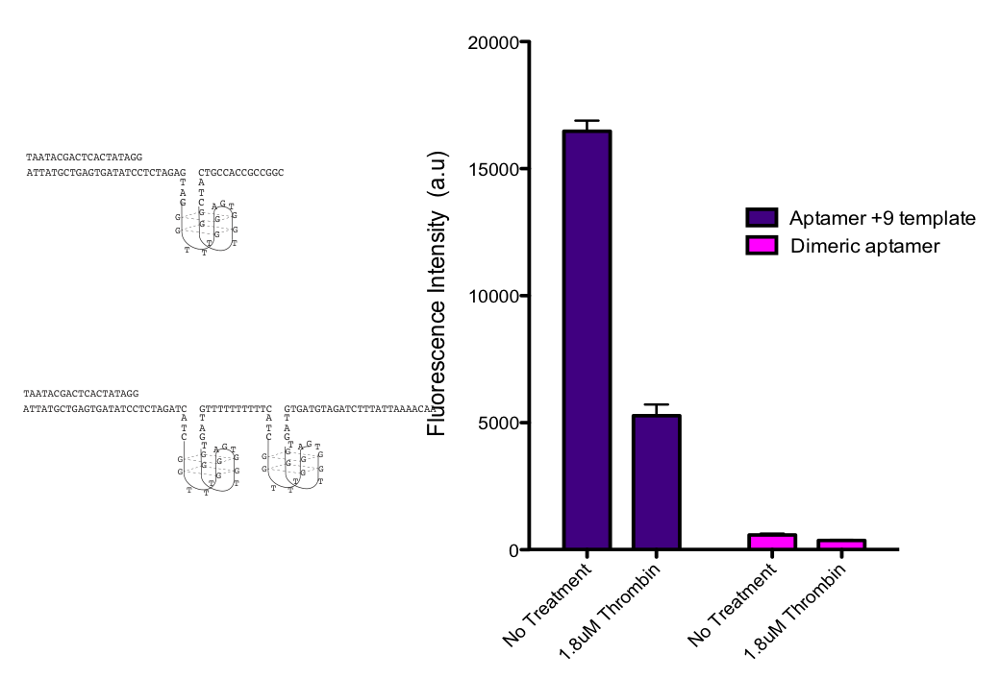 TAATACGACTCACTATAGG
ATTATGCTGAGTGATATCCTCTAGAG CTGCCACCGCCGGC
T A
A T
G C
G G G A G T G
G G G G
T T T T
TAATACGACTCACTATAGG
ATTATGCTGAGTGATATCCTCTAGATC GTTTTTTTTTTC GTGATGTAGATCTTTATTAAAACAA
A T A T
T A T A
C G C G
T A G T T A G T
G G G G G G G G
G G G G G G G G
T T T T T T T T
20000
15000
10000
5000
0
Fluorescence Intensity (a.u)
Aptamer +9 template
Dimeric aptamer
No Treatment
1.8uM Thrombin
No Treatment
1.8uM Thrombin